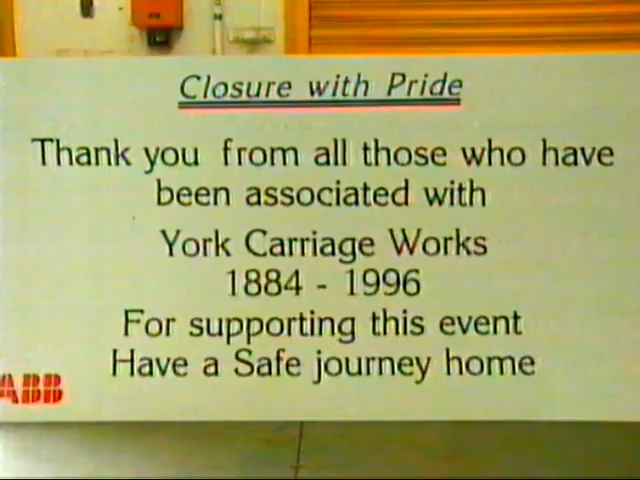 Closure with Pride
Thank you from all those who have
been associated with
York Carriage Works
1884 - 1996
For supporting this event
Have a Safe journey home
ABB